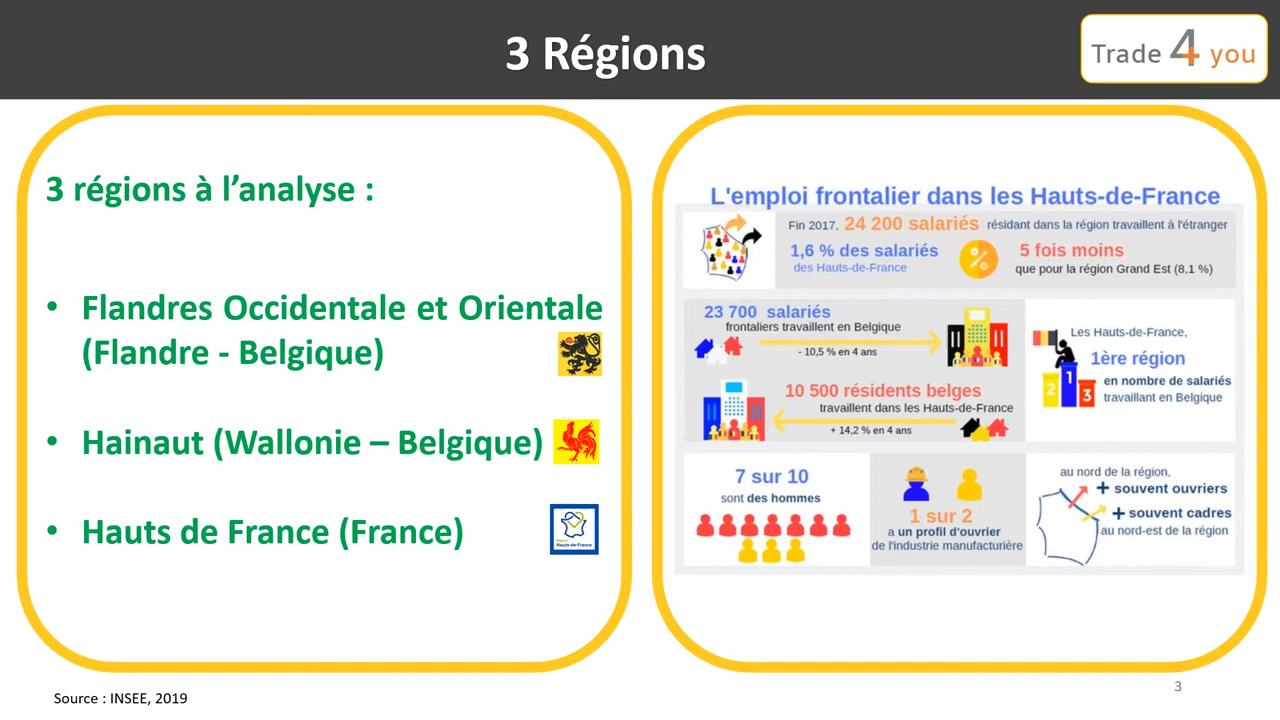 3 Régions
Trade 4 you
3 régions à l’analyse :
• Flandres Occidentale et Orientale
(Flandre - Belgique)
• Hainaut (Wallonie – Belgique)
• Hauts de France (France)
L'emploi frontalier dans les Hauts-de-France
Fin 2017, 24 200 salariés résidant dans la région travaillent à l'étranger
1,6 % des salariés
des Hauts-de-France
%
5 fois moins
que pour la région Grand Est (8,1 %)
23 700 salariés
frontaliers travaillent en Belgique
- 10,5 % en 4 ans
10 500 résidents belges
travaillent dans les Hauts-de-France
+ 14,2 % en 4 ans
Les Hauts-de-France,
1ère région
en nombre de salariés
travaillant en Belgique
2 1 3
7 sur 10
sont des hommes
1 sur 2
a un profil d'ouvrier
de l'industrie manufacturière
au nord de la région,
+ souvent ouvriers
+ souvent cadres
au nord-est de la région
Source : INSEE, 2019
3
Hauts-de-France